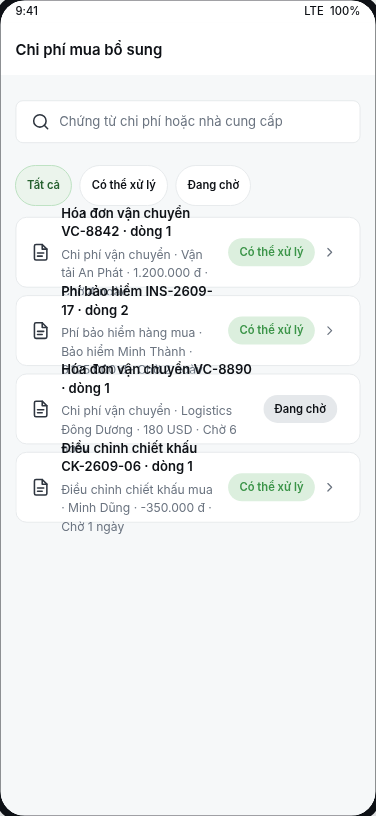 9:41
LTE 100%
Chi phí mua bổ sung
Chứng từ chi phí hoặc nhà cung cấp
Tất cả
Có thể xử lý
Đang chờ
Hóa đơn vận chuyển
VC-8842 · dòng 1
Chi phí vận chuyển · Vận
tải An Phát · 1.200.000 đ ·
Có thể xử lý
Phí bảo hiểm INS-2609-
17 · dòng 2
Phí bảo hiểm hàng mua ·
Bảo hiểm Minh Thành ·
Có thể xử lý
Hóa đơn vận chuyển VC-8890
· dòng 1
Chi phí vận chuyển · Logistics
Đông Dương · 180 USD · Chờ 6
Đang chờ
Điều chỉnh chiết khấu
CK-2609-06 · dòng 1
Điều chỉnh chiết khấu mua
· Minh Dũng · -350.000 đ ·
Chờ 1 ngày
Có thể xử lý